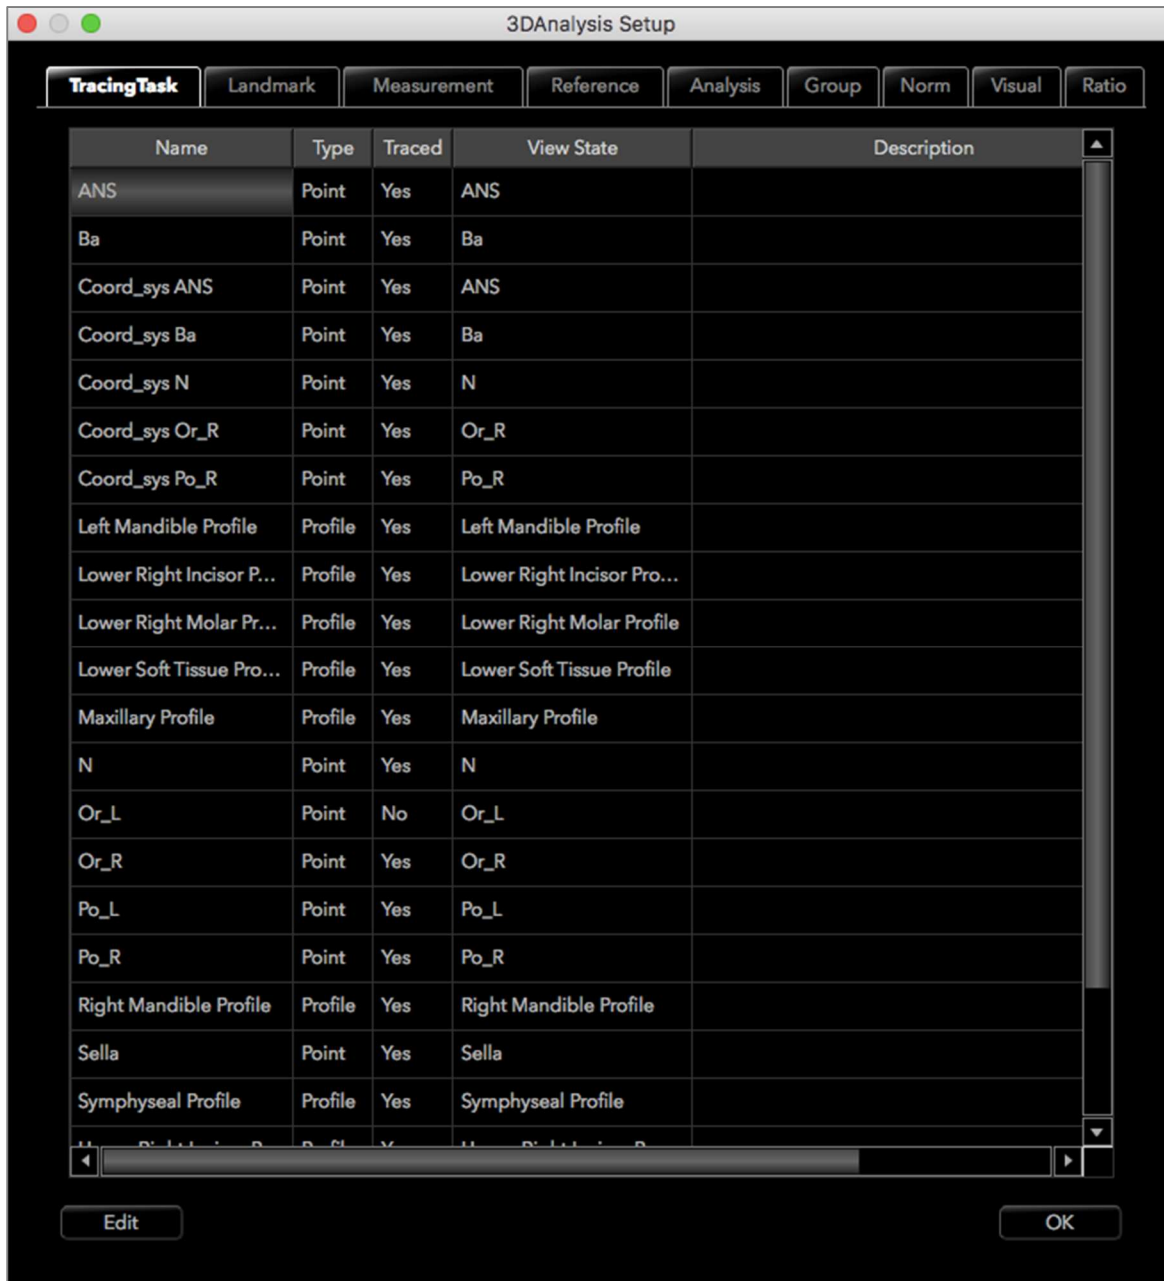 3DAnalysis Setup
TracingTask Landmark Measurement Reference Analysis Group Norm Visual Ratio
Name Type Traced View State Description
ANS Point Yes ANS
Ba Point Yes Ba
Coord_sys ANS Point Yes ANS
Coord_sys Ba Point Yes Ba
Coord_sys N Point Yes N
Coord_sys Or_R Point Yes Or_R
Coord_sys Po_R Point Yes Po_R
Left Mandible Profile Profile Yes Left Mandible Profile
Lower Right Incisor P... Profile Yes Lower Right Incisor Pro...
Lower Right Molar Pr... Profile Yes Lower Right Molar Profile
Lower Soft Tissue Pro... Profile Yes Lower Soft Tissue Profile
Maxillary Profile Profile Yes Maxillary Profile
N Point Yes N
Or_L Point No Or_L
Or_R Point Yes Or_R
Po_L Point Yes Po_L
Po_R Point Yes Po_R
Right Mandible Profile Profile Yes Right Mandible Profile
Sella Point Yes Sella
Symphyseal Profile Profile Yes Symphyseal Profile
Edit OK